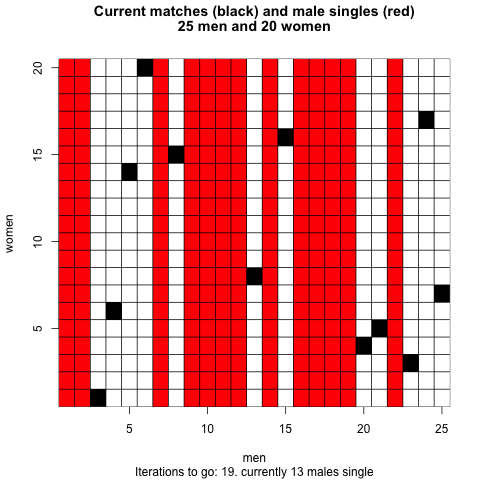 Current matches (black) and male singles (red)
25 men and 20 women
20
15
10
5
women
5 10 15 20 25
men
Iterations to go: 19. currently 13 males single